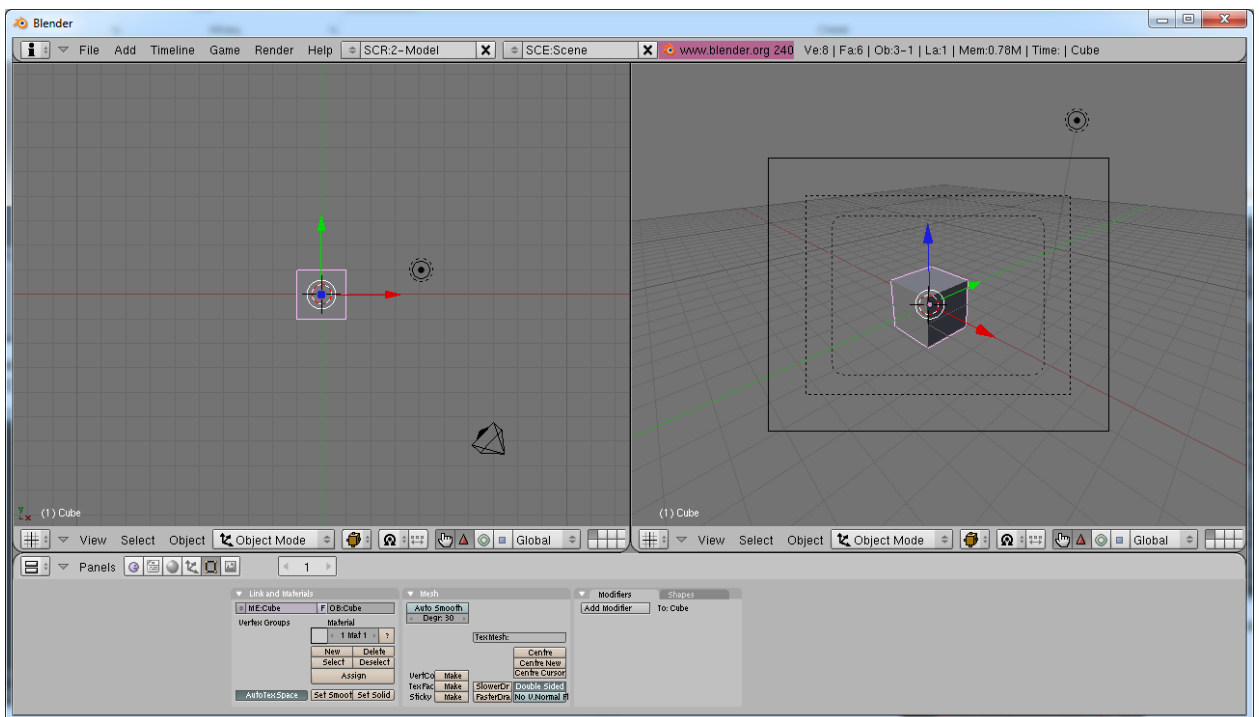 Blender
File Add Timeline Game Render Help SCR:2-Model X SCE:Scene X www.blender.org 240 Ve:8 | Fa:6 | Ob:3-1 | La:1 | Mem:0.78M | Time: | Cube
y
x (1) Cube
(1) Cube
View Select Object Object Mode Global
View Select Object Object Mode Global
Panels 1
Link and Materials
ME:Cube F OB:Cube
Vertex Groups Material
1 Mat 1 ?
New Delete
Select Deselect
Assign
AutoTexSpace Set Smoot Set Solid
Mesh
Auto Smooth
Degr: 30
TexMesh:
Centre
Centre New
VertCo Make Centre Cursor
TexFac Make SlowerDr Double Sided
Sticky Make FasterDra No V.Normal Fl
Modifiers Shapes
Add Modifier To: Cube